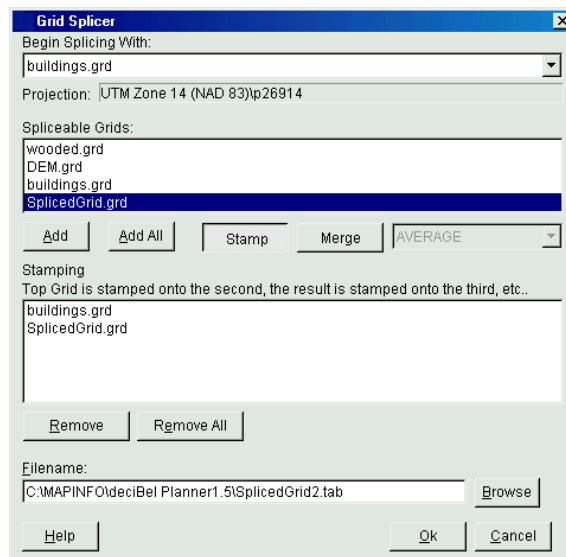 Grid Splicer
Begin Splicing With:
buildings.grd
Projection: UTM Zone 14 (NAD 83)\p26914
Spliceable Grids:
wooded.grd
DEM.grd
buildings.grd
SplicedGrid.grd
Add Add All Stamp Merge AVERAGE
Stamping
Top Grid is stamped onto the second, the result is stamped onto the third, etc..
buildings.grd
SplicedGrid.grd
Remove Remove All
Filename:
C:\MAPINFO\deciBel Planner1.5\SplicedGrid2.tab Browse
Help Ok Cancel